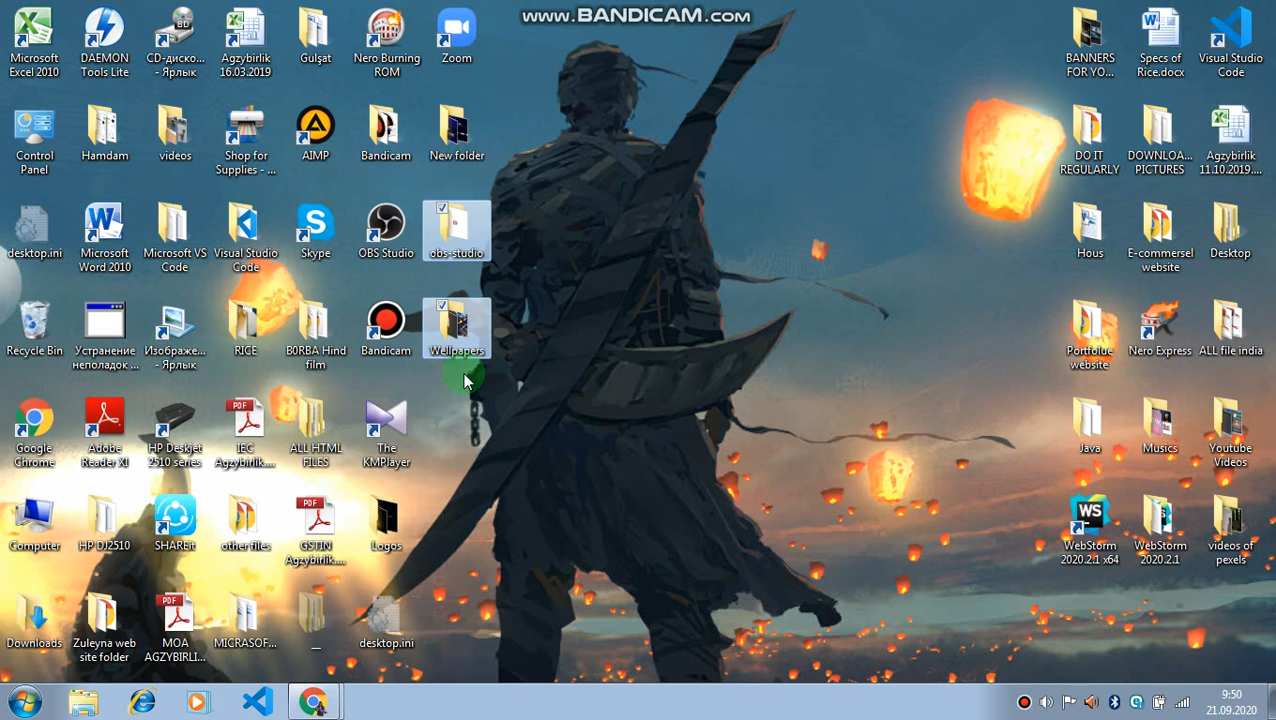 www.BANDICAM.com
Microsoft
Excel 2010
DAEMON
Tools Lite
CD-диско...
- Ярлык
Agzybirlik
16.03.2019
Gulşat
Nero Burning
ROM
Zoom
BANNERS
FOR YO...
Specs of
Rice.docx
Visual Studio
Code
Control
Panel
Hamdam
videos
Shop for
Supplies - ...
AIMP
Bandicam
New folder
DO IT
REGULARLY
DOWNLOA...
PICTURES
Agzybirlik
11.10.2019....
desktop.ini
Microsoft
Word 2010
Microsoft VS
Code
Visual Studio
Code
Skype
OBS Studio
obs-studio
Hous
E-commersel
website
Desktop
Recycle Bin
Устранение
неполадок ...
Изображе...
- Ярлык
RICE
B0RBA Hind
film
Bandicam
Wellpapers
Portfolue
website
Nero Express
ALL file india
Google
Chrome
Adobe
Reader XI
HP Deskjet
2510 series
IEC
Agzybirlik....
ALL HTML
FILES
The
KMPlayer
Java
Musics
Youtube
Videos
Computer
HP DJ2510
SHAREit
other files
GSTIN
Agzybirlik....
Logos
WebStorm
2020.2.1 x64
WebStorm
2020.2.1
videos of
pexels
Downloads
Zuleyna web
site folder
MOA
AGZYBIRLI...
MICRASOF...
__
desktop.ini
9:50
21.09.2020